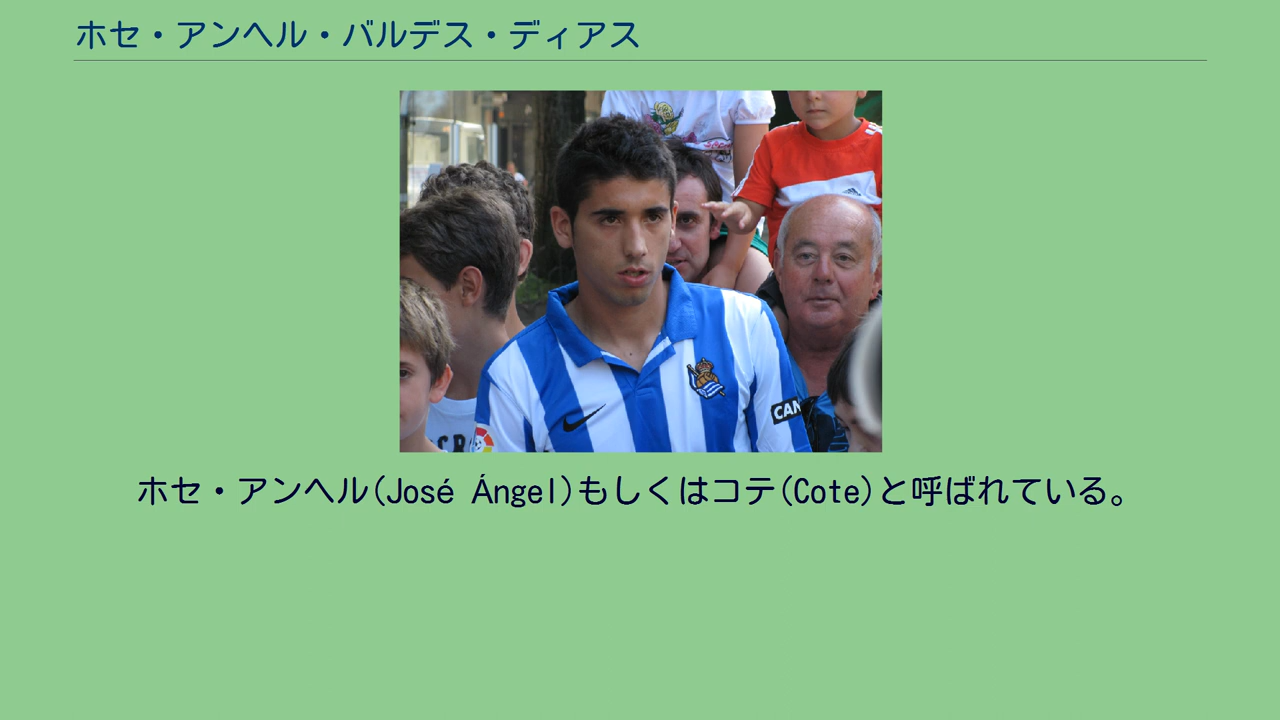 ホセ・アンヘル・バルデス・ディアス
CAN
ホセ・アンヘル(José Ángel)もしくはコテ(Cote)と呼ばれている。